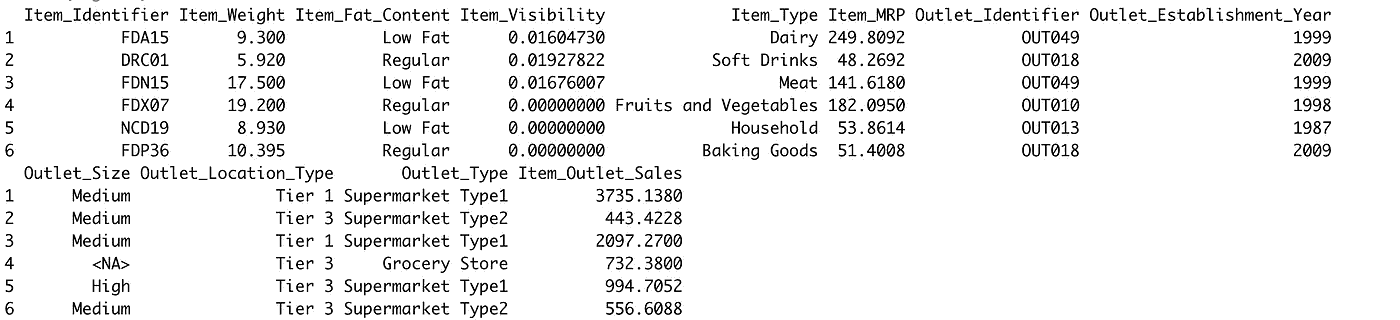 Item_Identifier Item_Weight Item_Fat_Content Item_Visibility             Item_Type Item_MRP Outlet_Identifier Outlet_Establishment_Year
1           FDA15       9.300          Low Fat      0.01604730                 Dairy 249.8092            OUT049                      1999
2           DRC01       5.920          Regular      0.01927822           Soft Drinks  48.2692            OUT018                      2009
3           FDN15      17.500          Low Fat      0.01676007                  Meat 141.6180            OUT049                      1999
4           FDX07      19.200          Regular      0.00000000 Fruits and Vegetables 182.0950            OUT010                      1998
5           NCD19       8.930          Low Fat      0.00000000             Household  53.8614            OUT013                      1987
6           FDP36      10.395          Regular      0.00000000          Baking Goods  51.4008            OUT018                      2009
  Outlet_Size Outlet_Location_Type       Outlet_Type Item_Outlet_Sales
1      Medium               Tier 1 Supermarket Type1         3735.1380
2      Medium               Tier 3 Supermarket Type2          443.4228
3      Medium               Tier 1 Supermarket Type1         2097.2700
4        <NA>               Tier 3     Grocery Store          732.3800
5        High               Tier 3 Supermarket Type1          994.7052
6      Medium               Tier 3 Supermarket Type2          556.6088